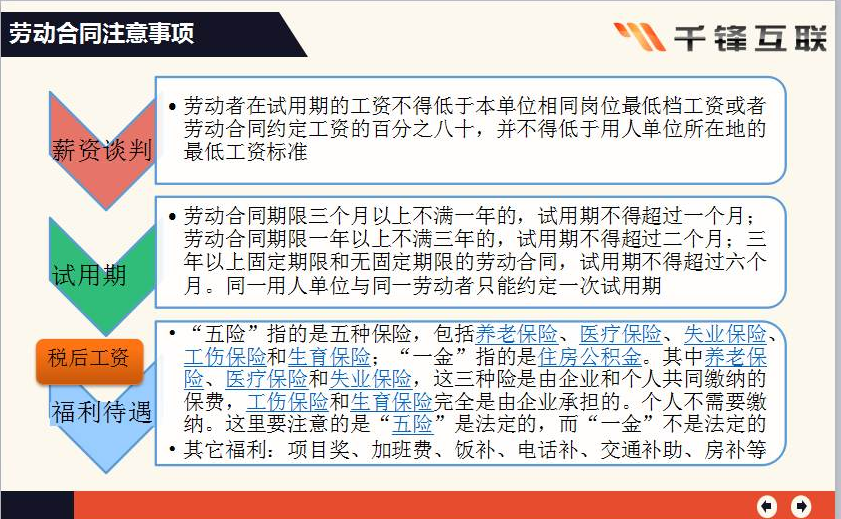 劳动合同注意事项
千锋互联
薪资谈判
• 劳动者在试用期的工资不得低于本单位相同岗位最低档工资或者
劳动合同约定工资的百分之八十，并不得低于用人单位所在地的
最低工资标准
试用期
• 劳动合同期限三个月以上不满一年的，试用期不得超过一个月；
劳动合同期限一年以上不满三年的，试用期不得超过二个月；三
年以上固定期限和无固定期限的劳动合同，试用期不得超过六个
月。同一用人单位与同一劳动者只能约定一次试用期
税后工资
福利待遇
• “五险”指的是五种保险，包括养老保险、医疗保险、失业保险、
工伤保险和生育保险；“一金”指的是住房公积金。其中养老保
险、医疗保险和失业保险，这三种险是由企业和个人共同缴纳的
保费，工伤保险和生育保险完全是由企业承担的。个人不需要缴
纳。这里要注意的是“五险”是法定的，而“一金”不是法定的
• 其它福利：项目奖、加班费、饭补、电话补、交通补助、房补等